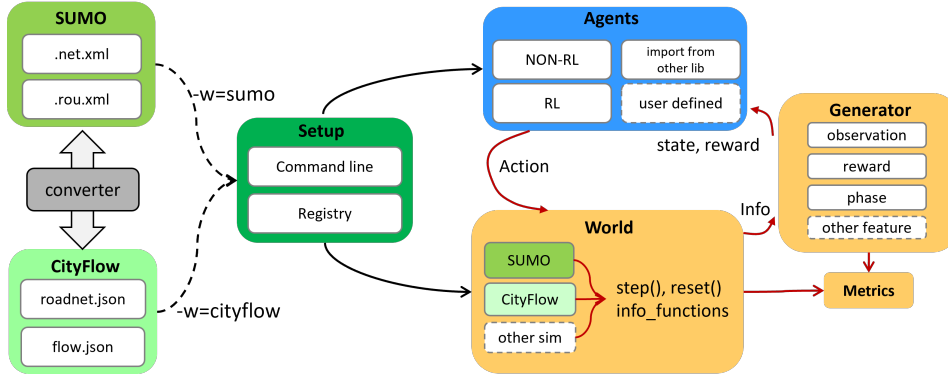 SUMO
.net.xml
.rou.xml
converter
CityFlow
roadnet.json
flow.json
-w=sumo
-w=cityflow
Setup
Command line
Registry
Agents
NON-RL
import from
other lib
RL
user defined
Action
state, reward
Generator
observation
reward
phase
other feature
Info
World
SUMO
CityFlow
other sim
step(), reset()
info_functions
Metrics